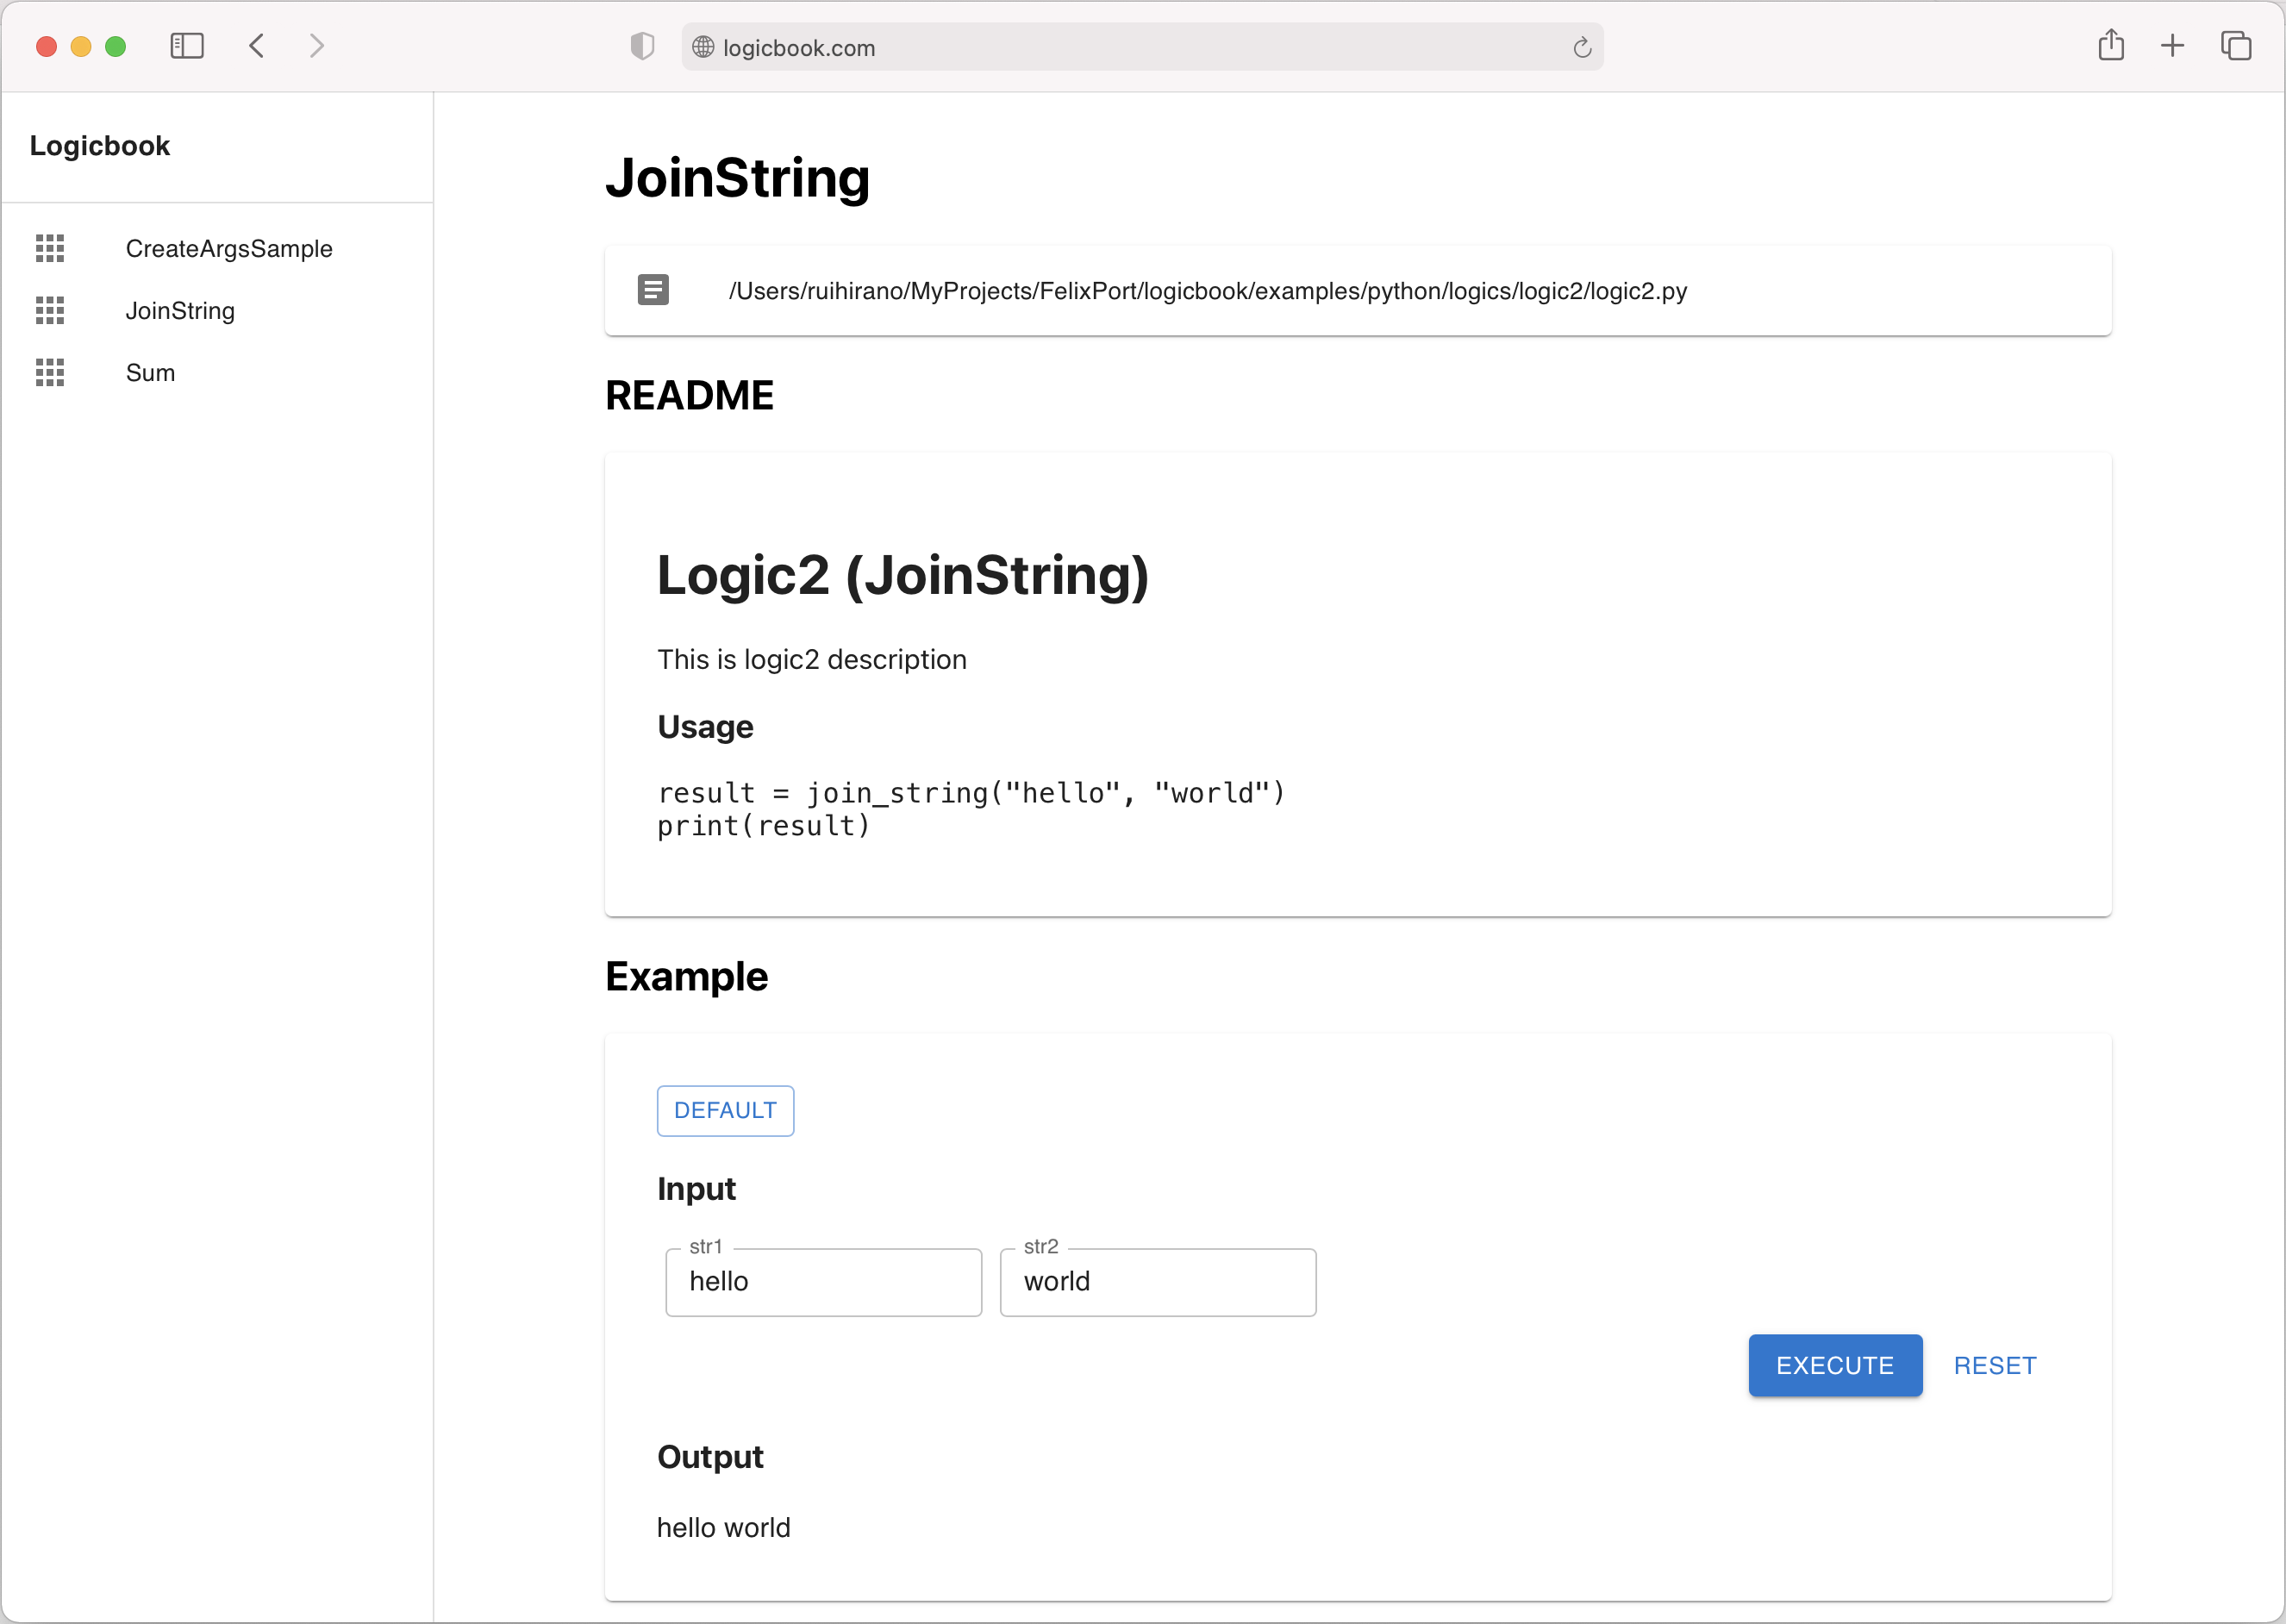 logicbook.com
Logicbook
CreateArgsSample
JoinString
Sum
JoinString
/Users/ruihirano/MyProjects/FelixPort/logicbook/examples/python/logics/logic2/logic2.py
README
Logic2 (JoinString)
This is logic2 description
Usage
result = join_string("hello", "world")
print(result)
Example
DEFAULT
Input
str1
hello
str2
world
EXECUTE
RESET
Output
hello world